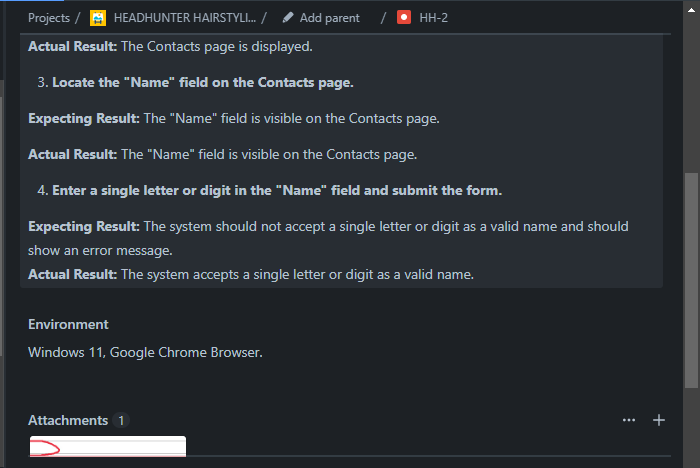 Projects / HEADHUNTER HAIRSTYLI... / Add parent / HH-2
Actual Result: The Contacts page is displayed.
3. Locate the "Name" field on the Contacts page.
Expecting Result: The "Name" field is visible on the Contacts page.
Actual Result: The "Name" field is visible on the Contacts page.
4. Enter a single letter or digit in the "Name" field and submit the form.
Expecting Result: The system should not accept a single letter or digit as a valid name and should
show an error message.
Actual Result: The system accepts a single letter or digit as a valid name.
Environment
Windows 11, Google Chrome Browser.
Attachments 1